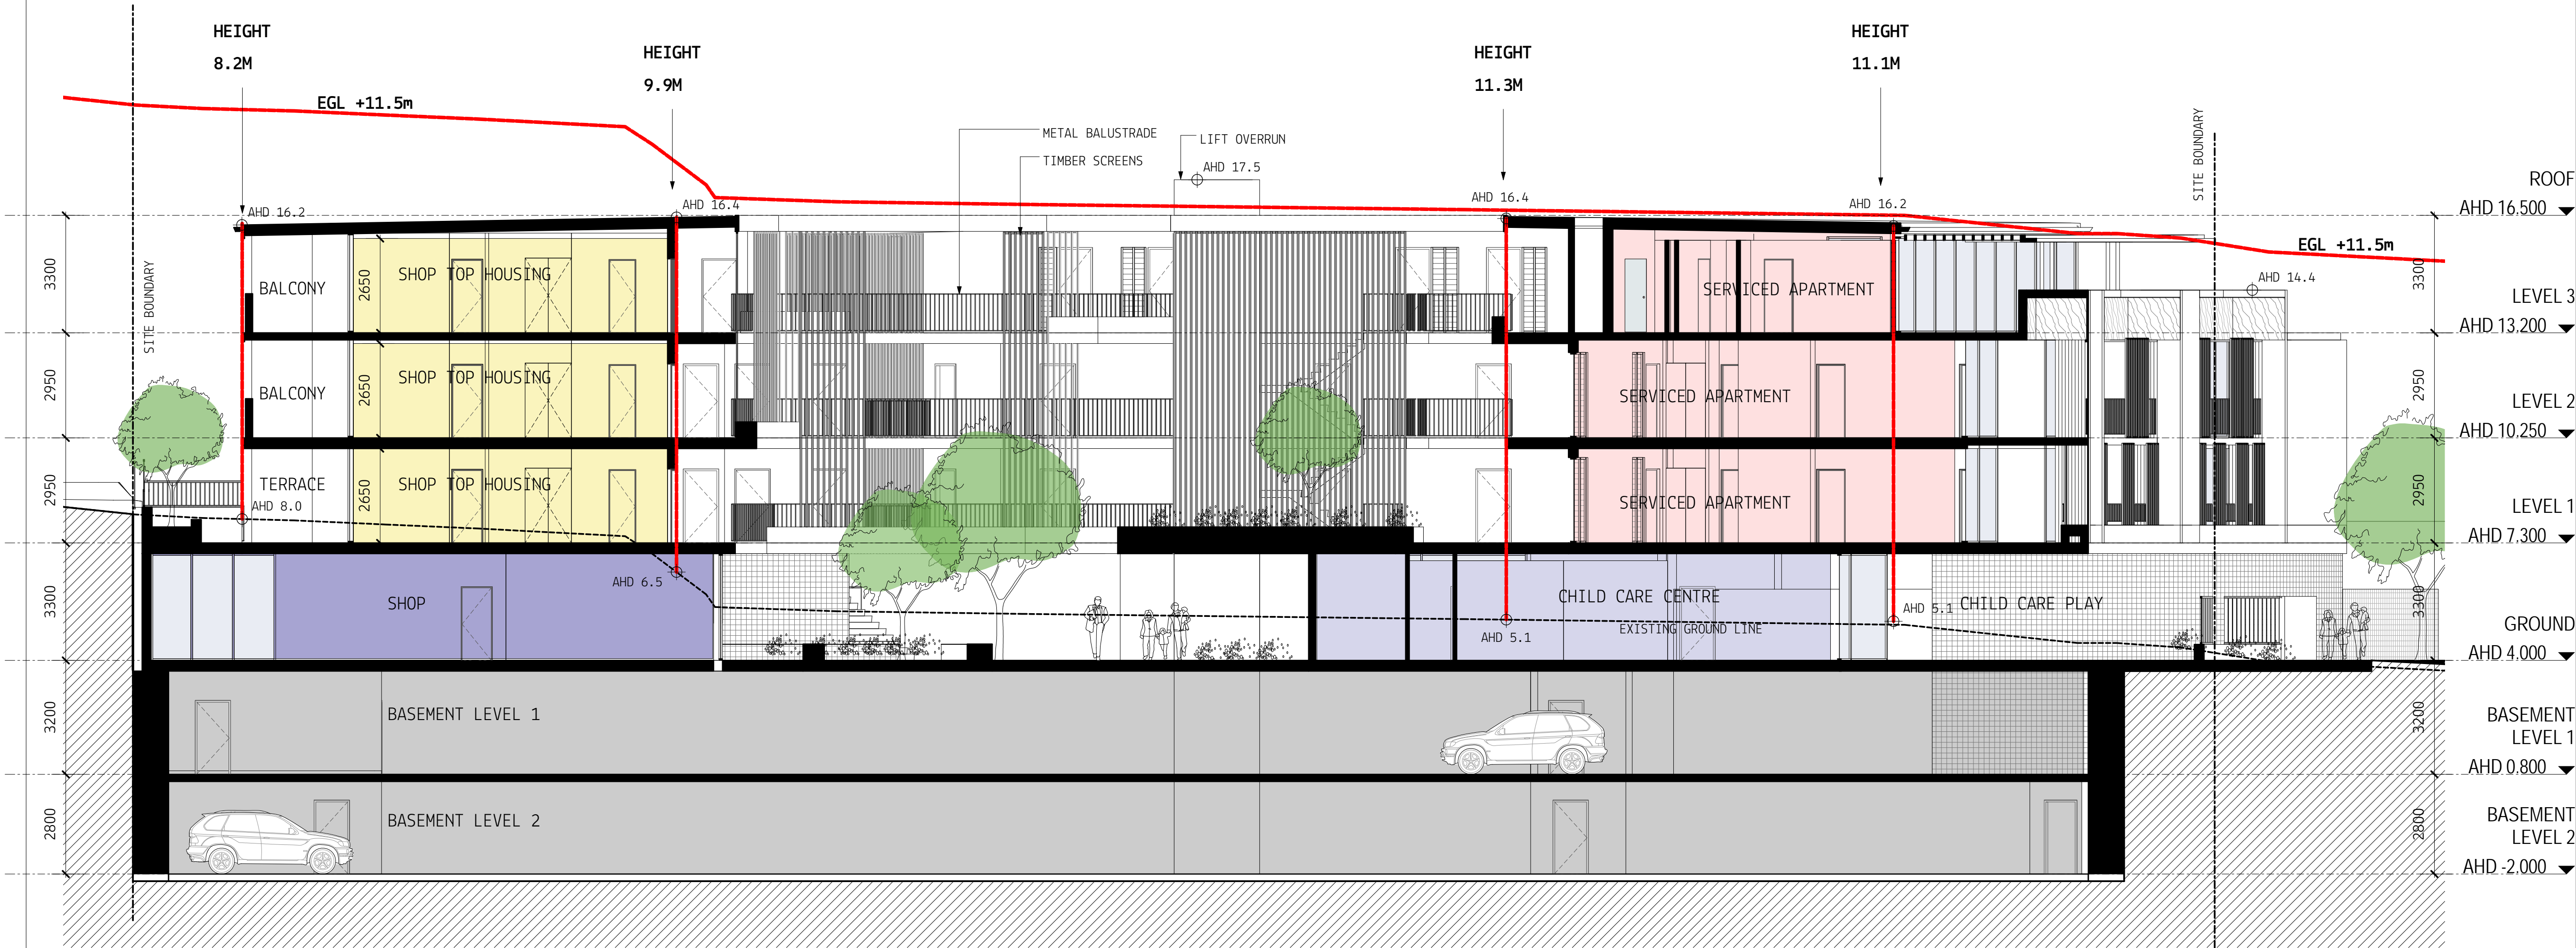 HEIGHT
8.2M
HEIGHT
9.9M
HEIGHT
11.3M
HEIGHT
11.1M
EGL +11.5m
METAL BALUSTRADE
TIMBER SCREENS
LIFT OVERRUN
AHD 17.5
SITE BOUNDARY
ROOF
AHD 16.500
AHD 16.2
AHD 16.4
AHD 16.4
AHD 16.2
EGL +11.5m
AHD 14.4
SITE BOUNDARY
3300
BALCONY
2650
SHOP TOP HOUSING
SERVICED APARTMENT
3300
LEVEL 3
AHD 13.200
2950
BALCONY
2650
SHOP TOP HOUSING
SERVICED APARTMENT
2950
LEVEL 2
AHD 10.250
2950
TERRACE
2650
SHOP TOP HOUSING
SERVICED APARTMENT
2950
AHD 8.0
LEVEL 1
AHD 7.300
AHD 6.5
3300
SHOP
CHILD CARE CENTRE
AHD 5.1
CHILD CARE PLAY
3300
EXISTING GROUND LINE
AHD 5.1
GROUND
AHD 4.000
3200
BASEMENT LEVEL 1
3200
BASEMENT
LEVEL 1
AHD 0.800
2800
BASEMENT LEVEL 2
2800
BASEMENT
LEVEL 2
AHD -2.000